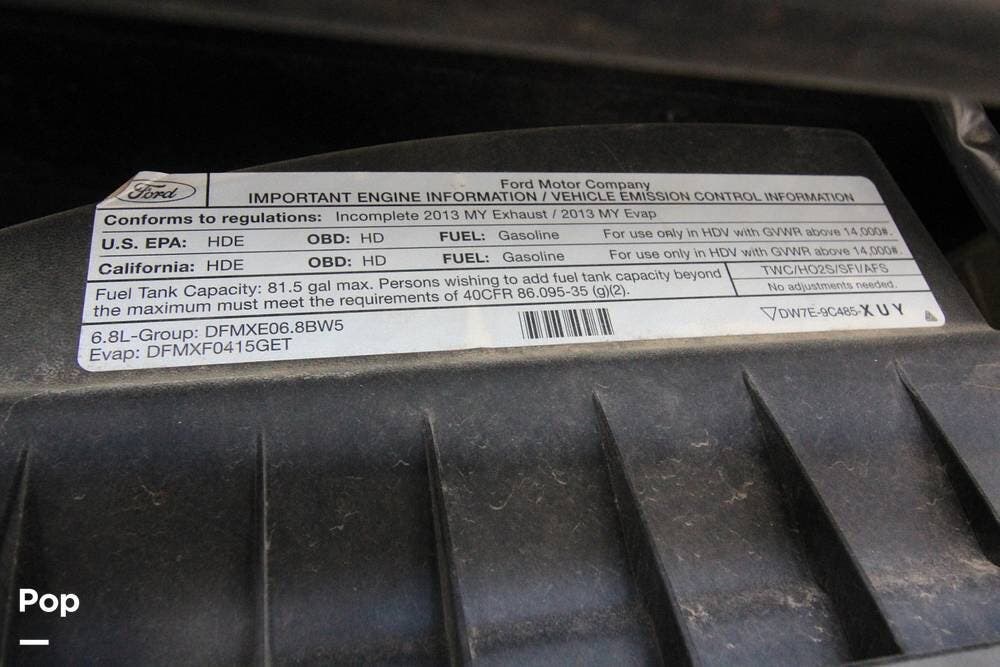 Ford
Ford Motor Company
IMPORTANT ENGINE INFORMATION / VEHICLE EMISSION CONTROL INFORMATION
Conforms to regulations: Incomplete 2013 MY Exhaust / 2013 MY Evap
U.S. EPA: HDE OBD: HD FUEL: Gasoline For use only in HDV with GVWR above 14,000#.
California: HDE OBD: HD FUEL: Gasoline For use only in HDV with GVWR above 14,000#.
Fuel Tank Capacity: 81.5 gal max. Persons wishing to add fuel tank capacity beyond
the maximum must meet the requirements of 40CFR 86.095-35 (g)(2).
TWC/HO2S/SFI/AFS
No adjustments needed.
6.8L-Group: DFMXE06.8BW5
Evap: DFMXF0415GET
DW7E-9C485-XUY
Pop